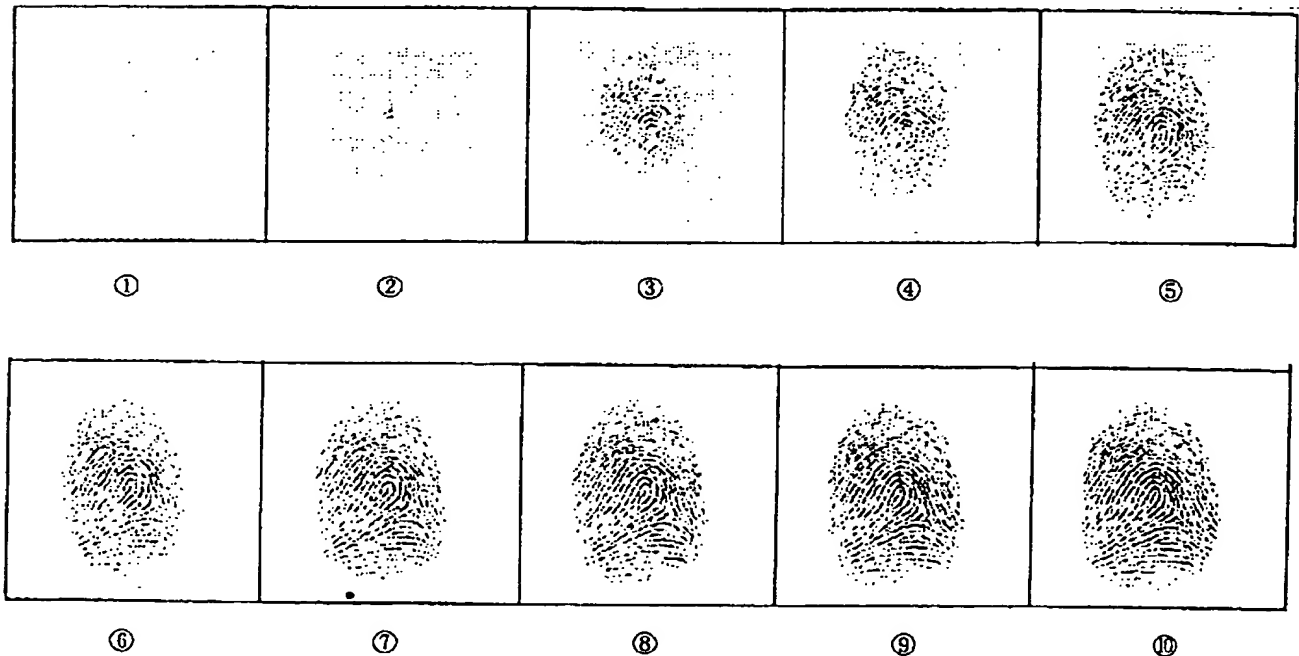 ① ② ③ ④ ⑤
⑥ ⑦ ⑧ ⑨ ⑩